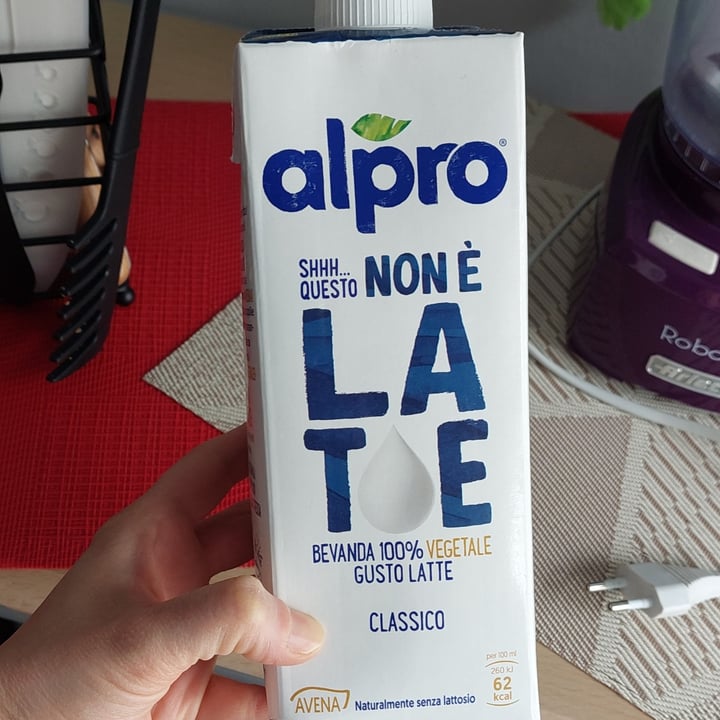 alpro®
SHHH... QUESTO NON È
LA
TE
BEVANDA 100% VEGETALE
GUSTO LATTE
CLASSICO
AVENA
Naturalmente senza lattosio
per 100 ml
260 kJ
62
kcal
Robo